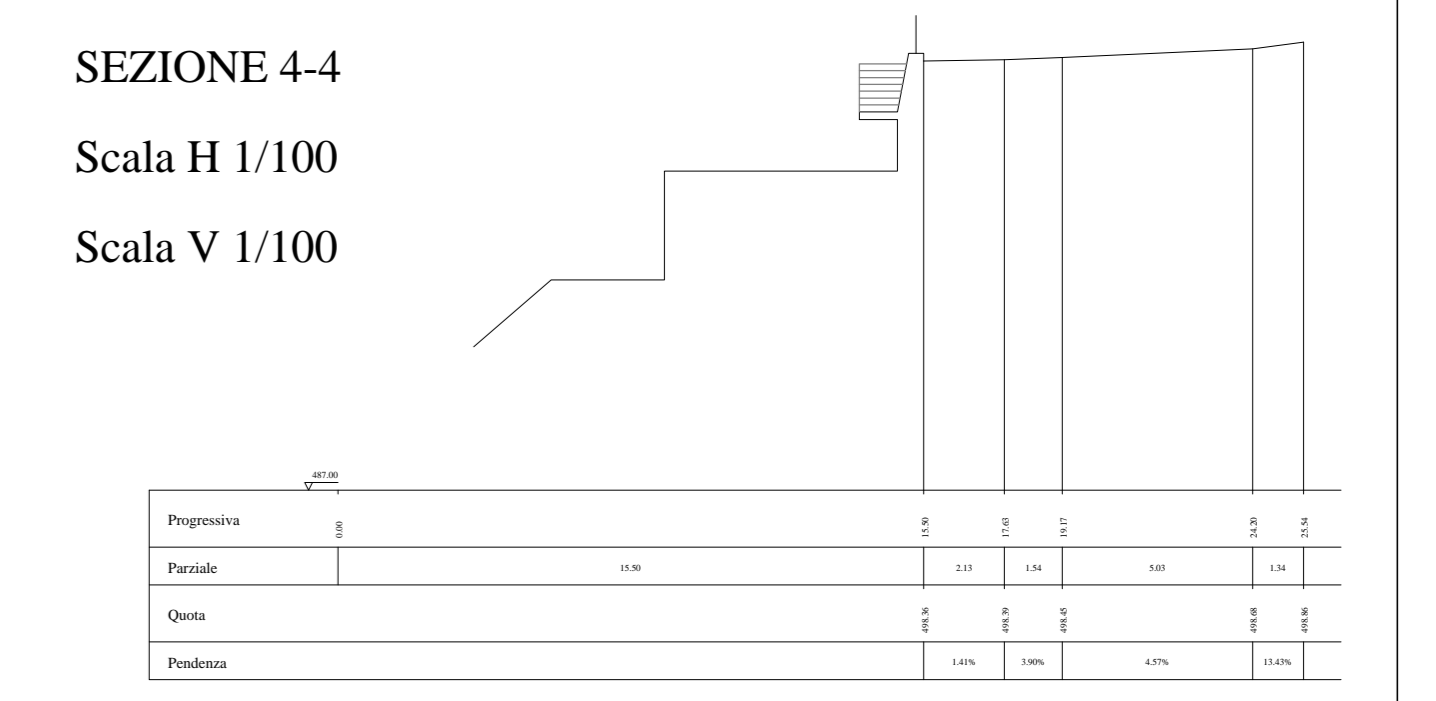 SEZIONE 4-4
Scala H 1/100
Scala V 1/100
487.00
Progressiva 0.00 15.50 17.63 19.17 24.20 25.54
Parziale 15.50 2.13 1.54 5.03 1.34
Quota 498.36 498.39 498.45 498.68 498.86
Pendenza 1.41% 3.90% 4.57% 13.43%